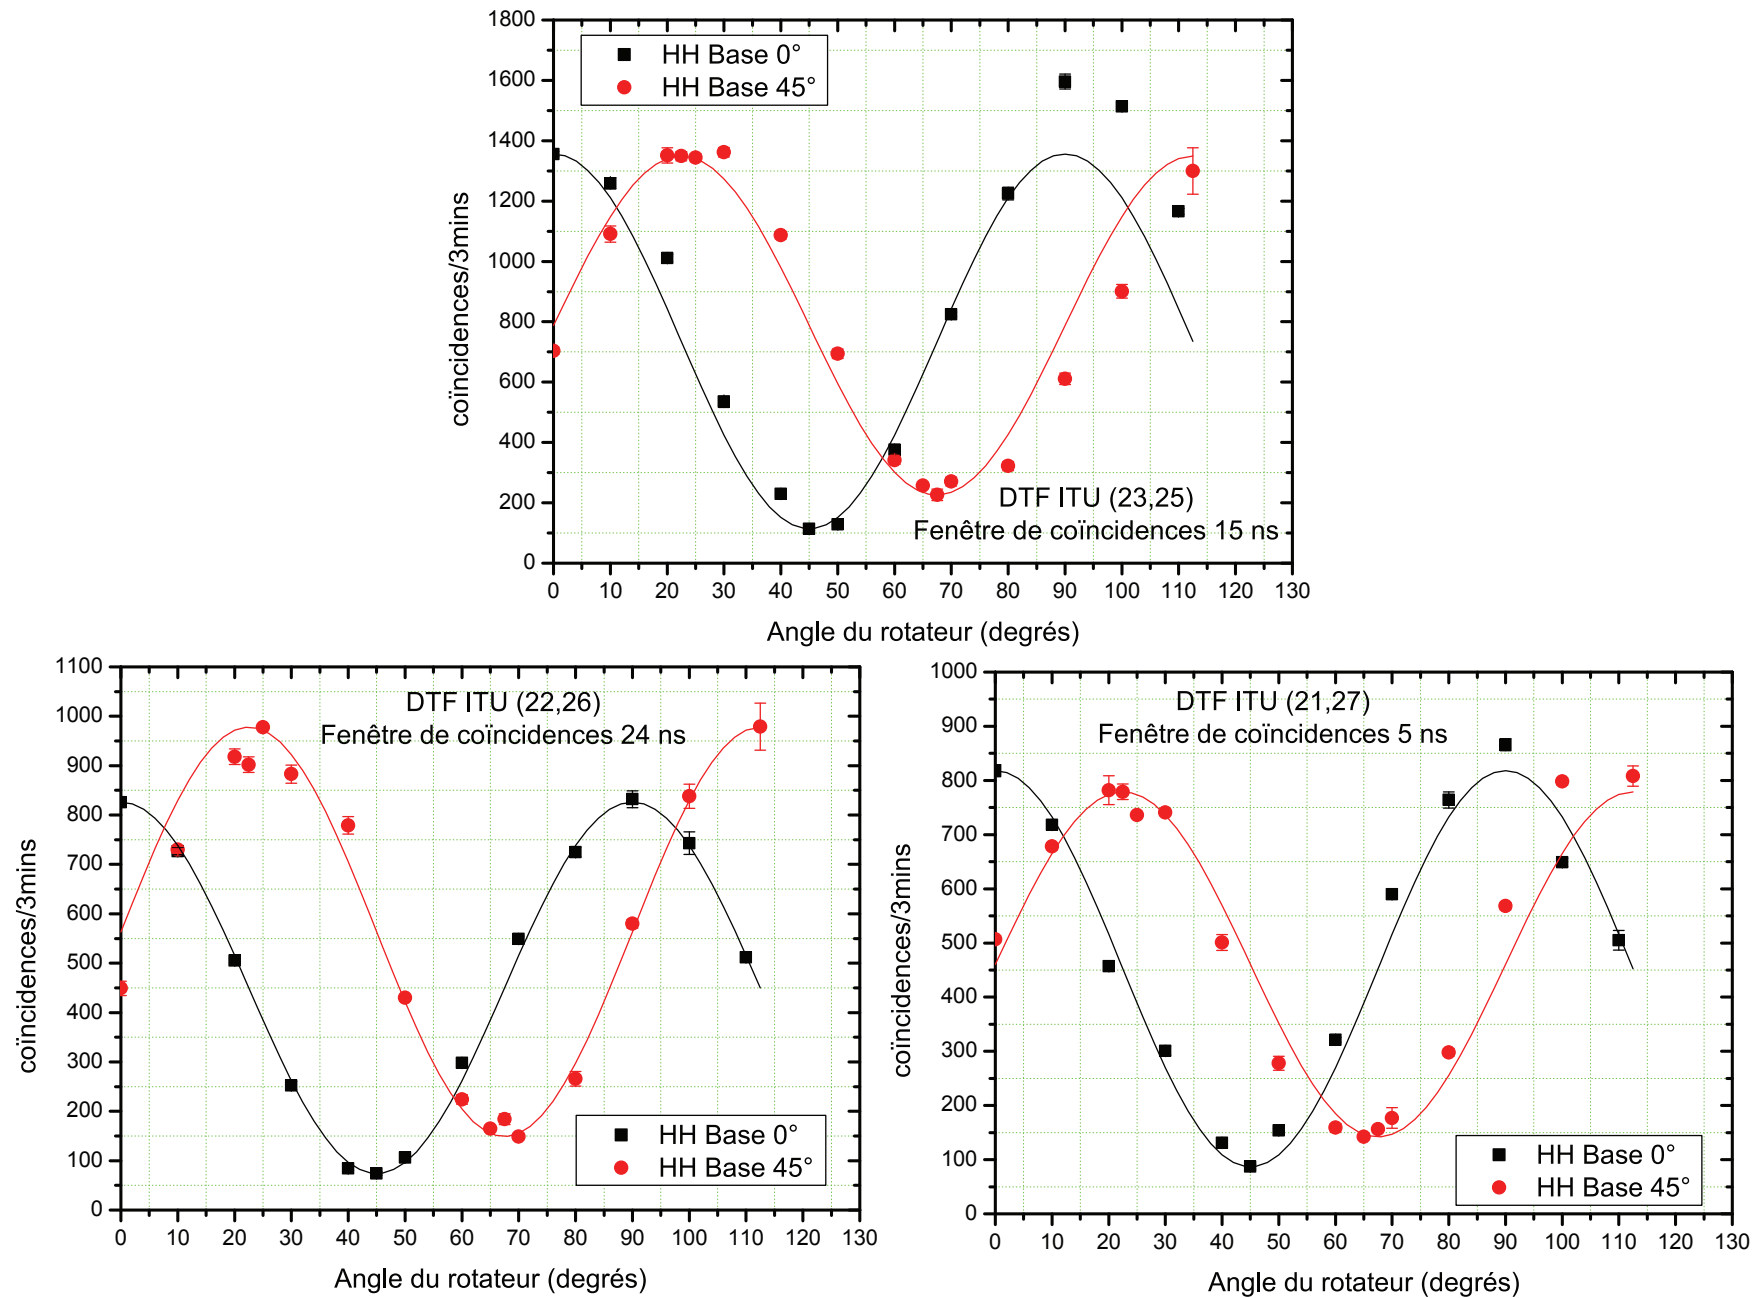 HH Base 0°
HH Base 45°
1800
1600
1400
1200
1000
800
600
400
200
0
coïncidences/3mins
DTF ITU (23,25)
Fenêtre de coïncidences 15 ns
0 10 20 30 40 50 60 70 80 90 100 110 120 130
Angle du rotateur (degrés)
DTF ITU (22,26)
Fenêtre de coïncidences 24 ns
1100
1000
900
800
700
600
500
400
300
200
100
0
coïncidences/3mins
HH Base 0°
HH Base 45°
0 10 20 30 40 50 60 70 80 90 100 110 120 130
Angle du rotateur (degrés)
DTF ITU (21,27)
Fenêtre de coïncidences 5 ns
1000
900
800
700
600
500
400
300
200
100
0
coïncidences/3mins
HH Base 0°
HH Base 45°
0 10 20 30 40 50 60 70 80 90 100 110 120 130
Angle du rotateur (degrés)